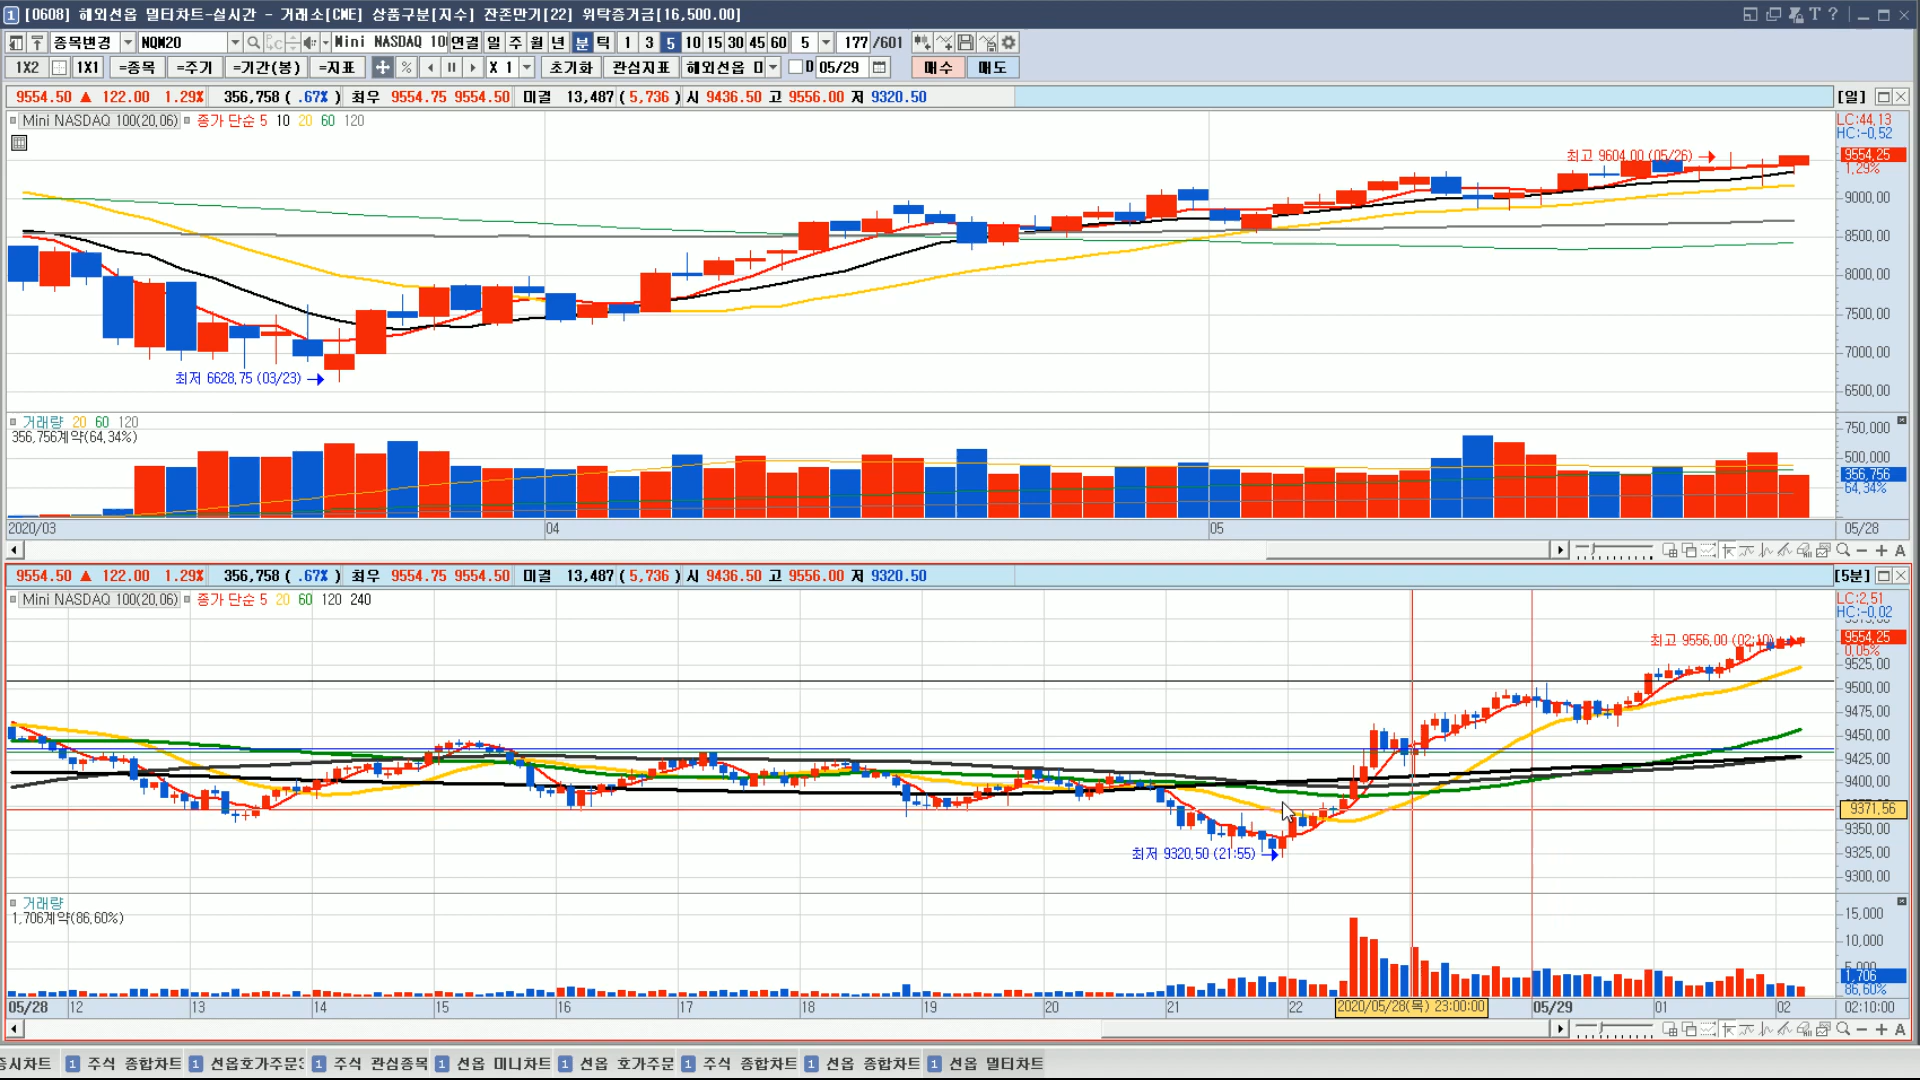 [0608] 해외선옵 멀티차트-실시간 - 거래소[CME] 상품구분[지수] 잔존만기[22] 위탁증거금[16,500.00]
종목변경 NQM20 Mini NASDAQ 10 연결 일 주 월 년 분 틱 1 3 5 10 15 30 45 60 5 177 /601
1X2 1X1 =종목 =주기 =기간(봉) =지표 % X 1 초기화 관심지표 해외선옵 D 05/29 매수 매도
9554.50 ▲ 122.00 1.29% 356,758 ( .67% ) 최우 9554.75 9554.50 미결 13,487 ( 5,736 ) 시 9436.50 고 9556.00 저 9320.50 [일]
Mini NASDAQ 100(20,06) 종가 단순 5 10 20 60 120
LC:44,13
HC:-0,52
최고 9604,00 (05/26)
9554,25
1,29%
9000,00
8500,00
8000,00
7500,00
7000,00
6500,00
최저 6628,75 (03/23)
거래량 20 60 120
356,756계약(64,34%)
750,000
500,000
356,756
64,34%
2020/03 04 05 05/28
9554.50 ▲ 122.00 1.29% 356,758 ( .67% ) 최우 9554.75 9554.50 미결 13,487 ( 5,736 ) 시 9436.50 고 9556.00 저 9320.50 [5분]
Mini NASDAQ 100(20,06) 종가 단순 5 20 60 120 240
LC:2,51
HC:-0,02
최고 9556,00 (02:10)
9554,25
0,05%
9525,00
9500,00
9475,00
9450,00
9425,00
9400,00
9371,56
9350,00
9325,00
9300,00
최저 9320,50 (21:55)
거래량
1,706계약(86,60%)
15,000
10,000
5,000
1,706
86,60%
05/28 12 13 14 15 16 17 18 19 20 21 22 2020/05/28(목) 23:00:00 05/29 01 02 02:10:00
증시차트 1 주식 종합차트 1 선옵호가주문 1 주식 관심종목 1 선옵 미니차트 1 선옵 호가주문 1 주식 종합차트 1 선옵 종합차트 1 선옵 멀티차트